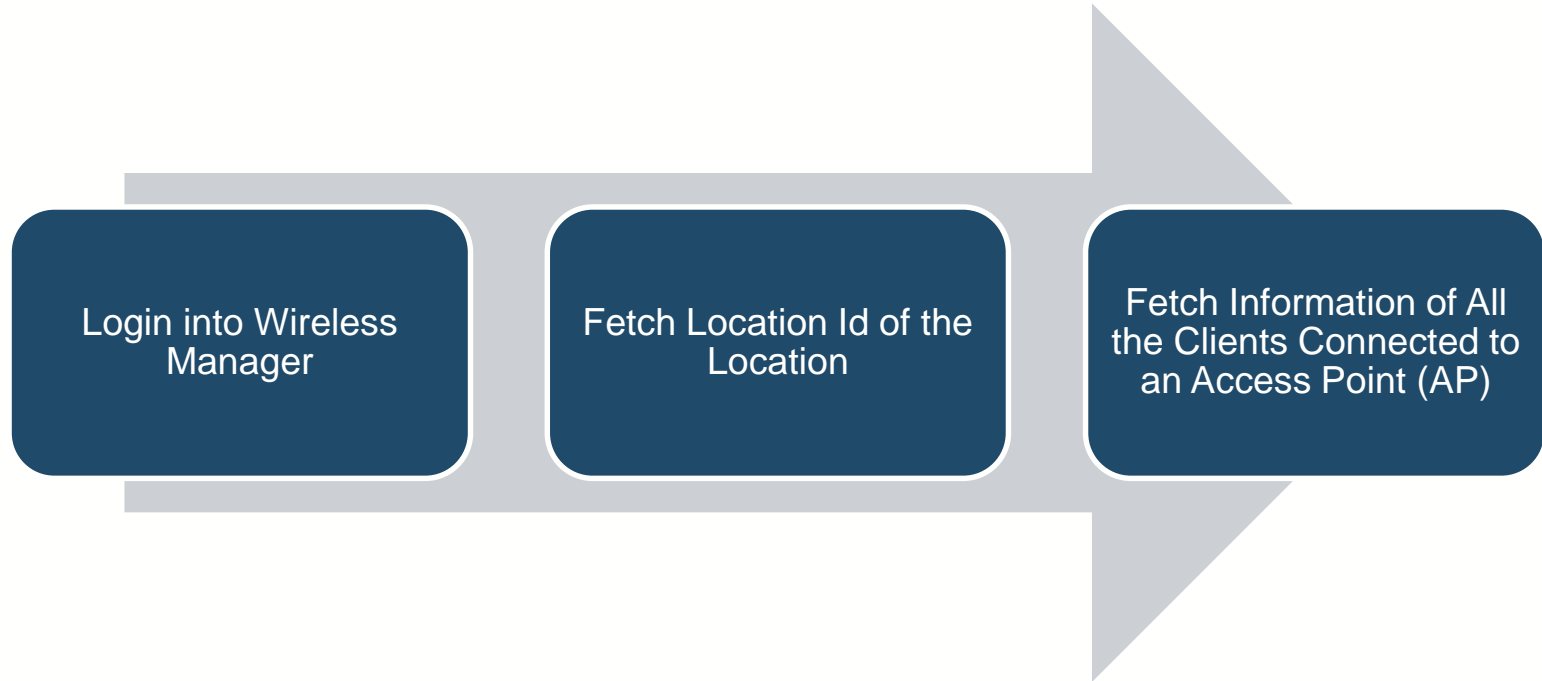 Login into Wireless
Manager
Fetch Location Id of the
Location
Fetch Information of All
the Clients Connected to
an Access Point (AP)